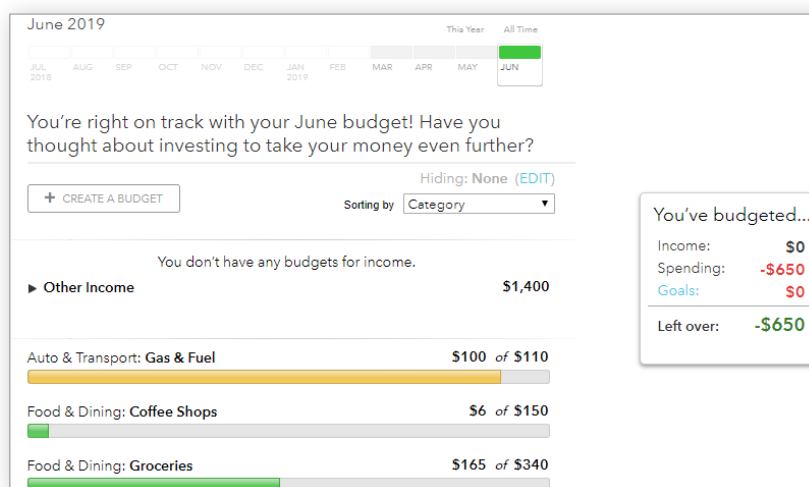 June 2019
This Year All Time
JUL 2018 AUG SEP OCT NOV DEC JAN 2019 FEB MAR APR MAY JUN
You're right on track with your June budget! Have you
thought about investing to take your money even further?
Hiding: None (EDIT)
+ CREATE A BUDGET
Sorting by Category
You don't have any budgets for income.
Other Income $1,400
Auto & Transport: Gas & Fuel $100 of $110
Food & Dining: Coffee Shops $6 of $150
Food & Dining: Groceries $165 of $340
You've budgeted...
Income: $0
Spending: -$650
Goals: $0
Left over: -$650